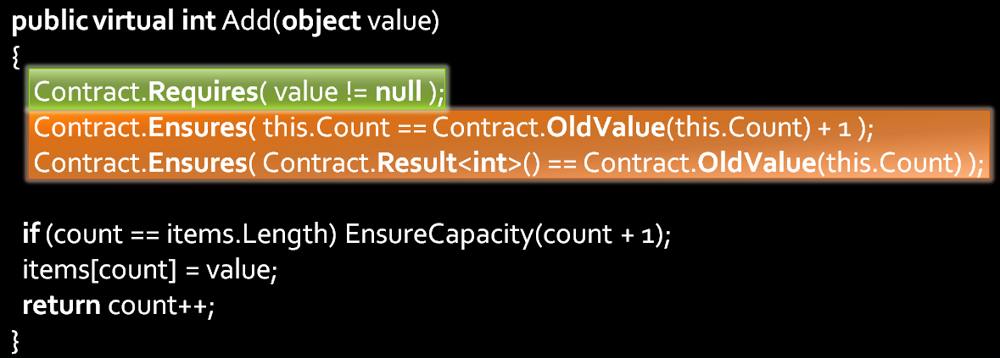 public virtual int Add(object value)
{
Contract.Requires( value != null );
Contract.Ensures( this.Count == Contract.OldValue(this.Count) + 1 );
Contract.Ensures( Contract.Result<int>() == Contract.OldValue(this.Count) );
if (count == items.Length) EnsureCapacity(count + 1);
items[count] = value;
return count++;
}